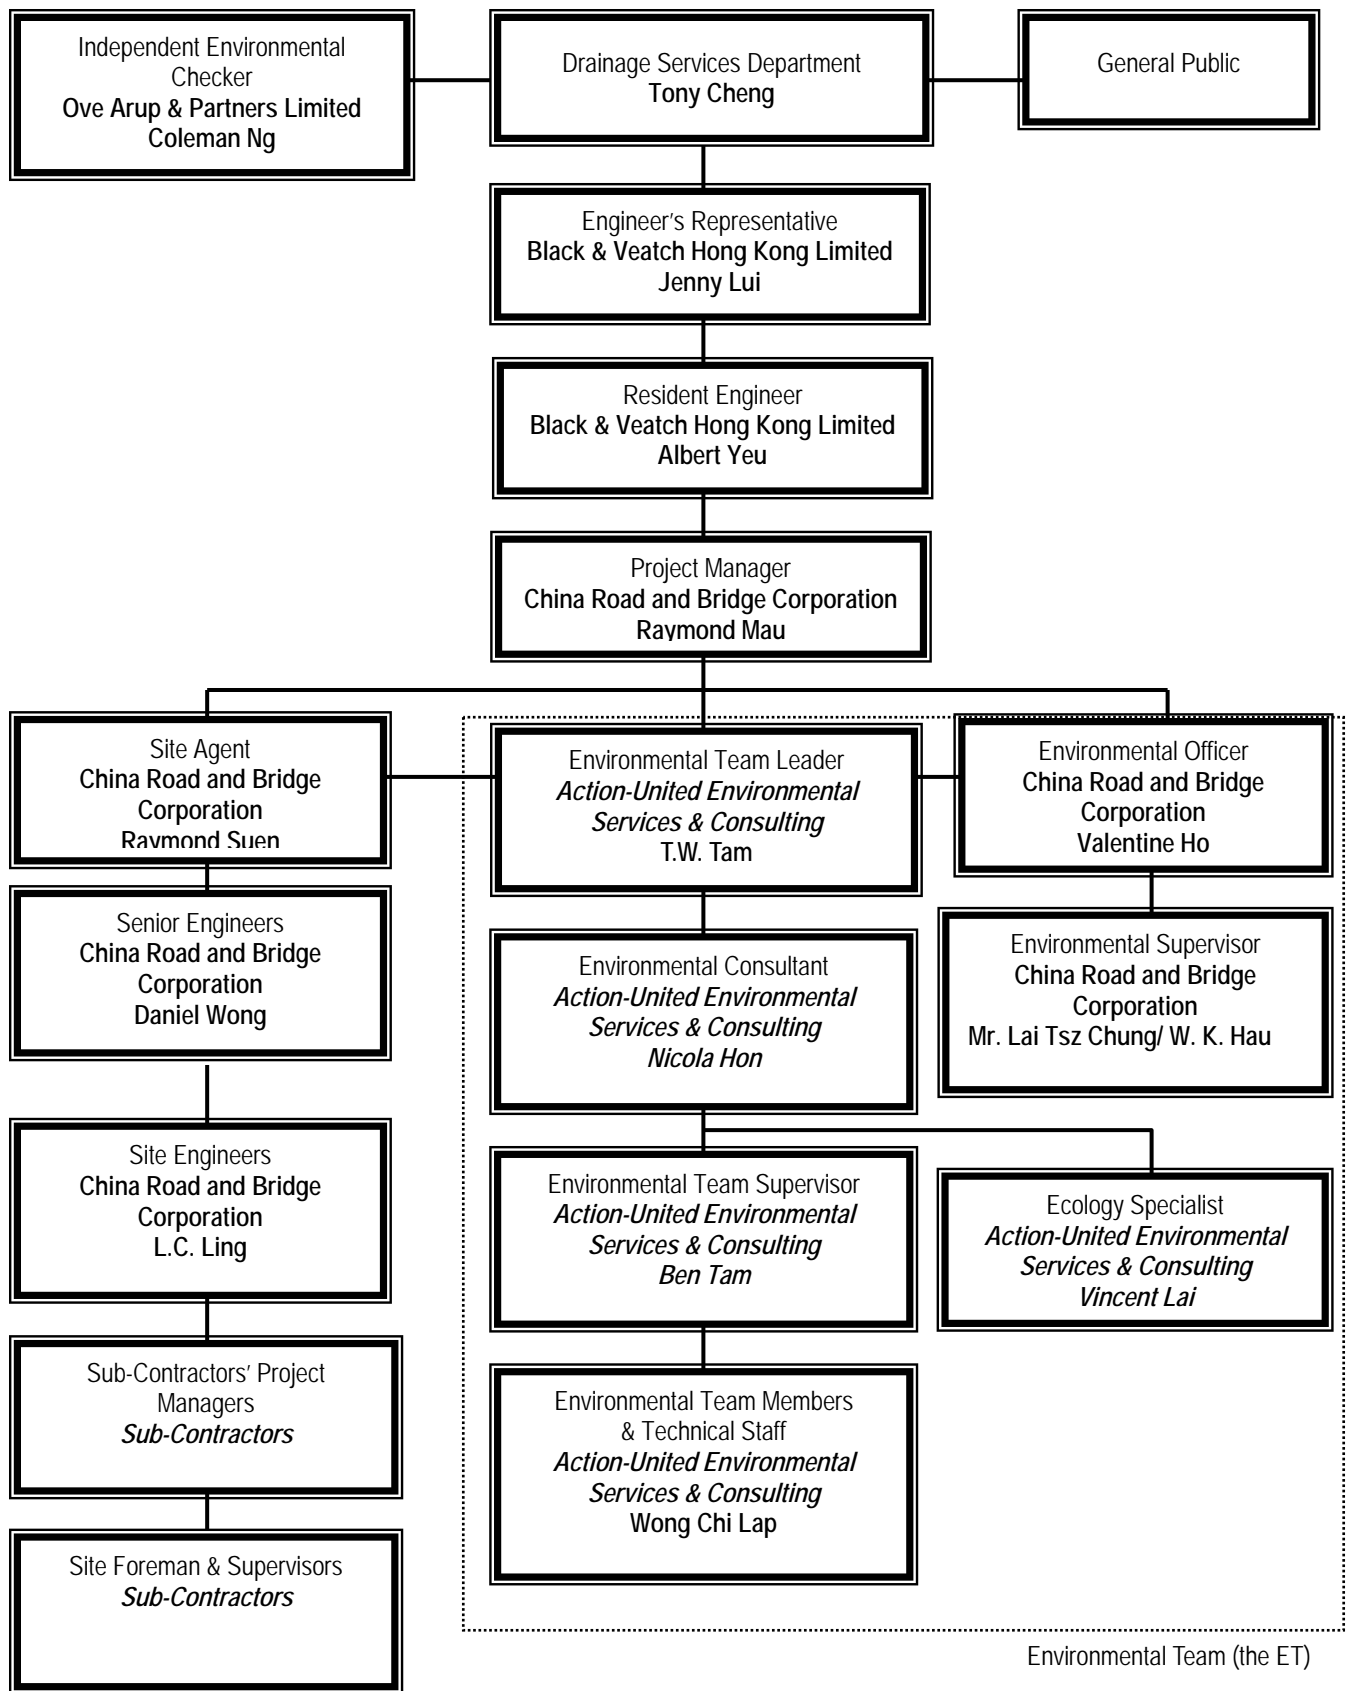 Independent Environmental
Checker
Ove Arup & Partners Limited
Coleman Ng
Drainage Services Department
Tony Cheng
General Public
Engineer's Representative
Black & Veatch Hong Kong Limited
Jenny Lui
Resident Engineer
Black & Veatch Hong Kong Limited
Albert Yeu
Project Manager
China Road and Bridge Corporation
Raymond Mau
Site Agent
China Road and Bridge
Corporation
Raymond Suen
Environmental Team Leader
Action-United Environmental
Services & Consulting
T.W. Tam
Environmental Officer
China Road and Bridge
Corporation
Valentine Ho
Senior Engineers
China Road and Bridge
Corporation
Daniel Wong
Environmental Consultant
Action-United Environmental
Services & Consulting
Nicola Hon
Environmental Supervisor
China Road and Bridge
Corporation
Mr. Lai Tsz Chung/ W. K. Hau
Site Engineers
China Road and Bridge
Corporation
L.C. Ling
Environmental Team Supervisor
Action-United Environmental
Services & Consulting
Ben Tam
Ecology Specialist
Action-United Environmental
Services & Consulting
Vincent Lai
Sub-Contractors' Project
Managers
Sub-Contractors
Environmental Team Members
& Technical Staff
Action-United Environmental
Services & Consulting
Wong Chi Lap
Site Foreman & Supervisors
Sub-Contractors
Environmental Team (the ET)